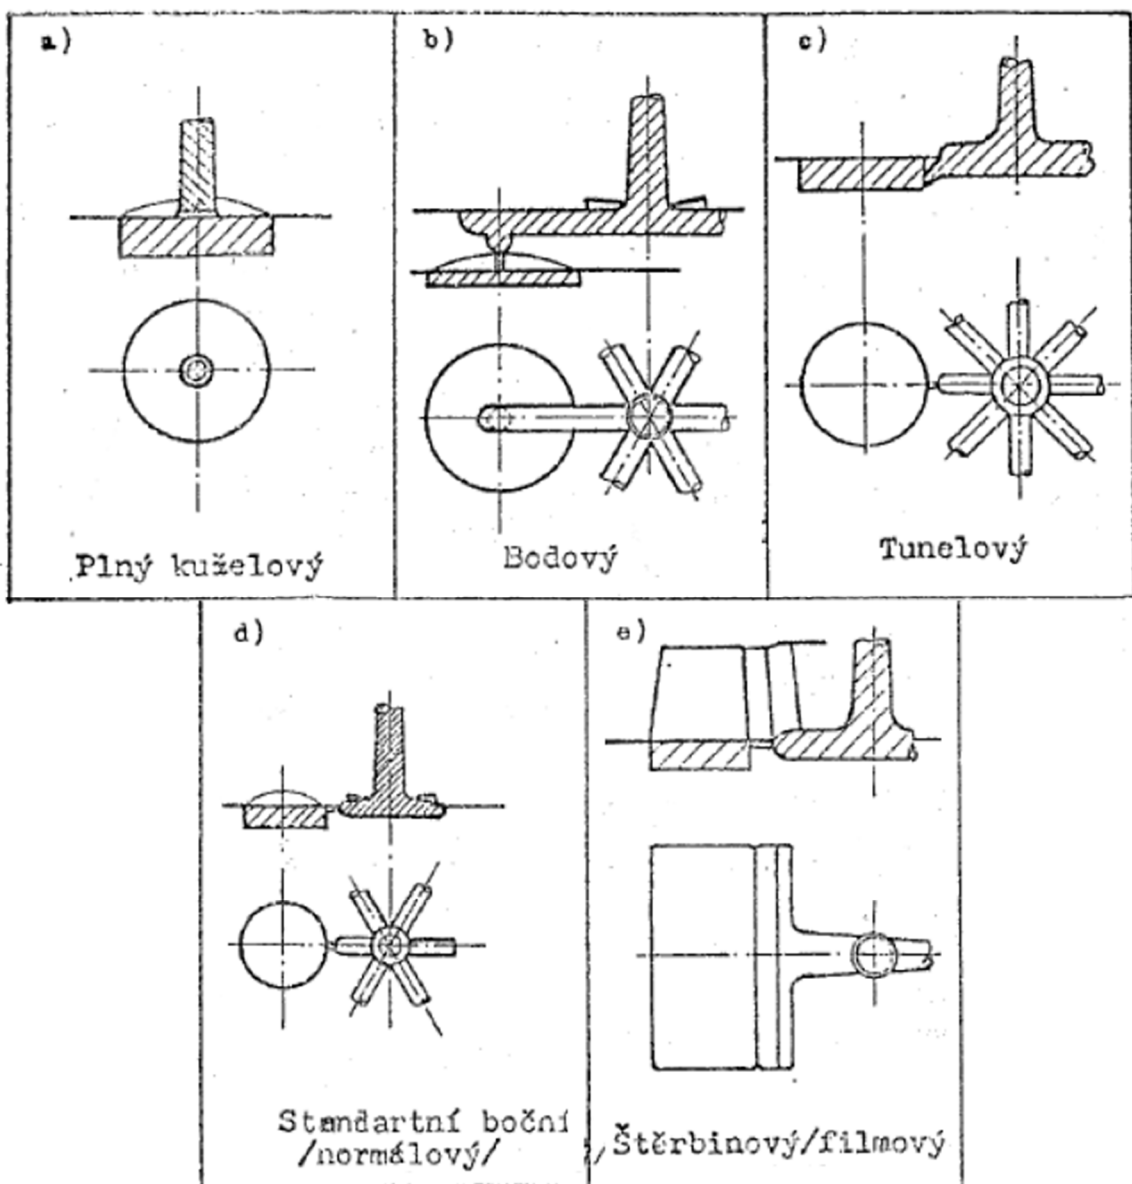 a)
b)
c)
Plný kuželový
Bodový
Tunelový
d)
e)
Standartní boční
/normálový/
Štěrbinový/filmový